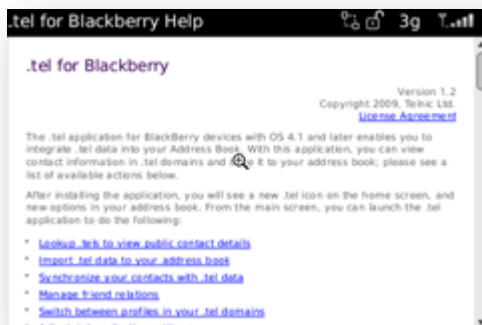 .tel for Blackberry Help 3g
.tel for Blackberry
Version 1.2
Copyright 2009, Telnic Ltd.
License Agreement
The .tel application for BlackBerry devices with OS 4.1 and later enables you to
integrate .tel data into your Address Book. With this application, you can view
contact information in .tel domains and it to your address book; please see a
list of available actions below.
After installing the application, you will see a new .tel icon on the home screen, and
new options in your address book. From the main screen, you can launch the .tel
application to do the following:
* Lookup .tels to view public contact details
* Import .tel data to your address book
* Synchronize your contacts with .tel data
* Manage friend relations
* Switch between profiles in your .tel domains